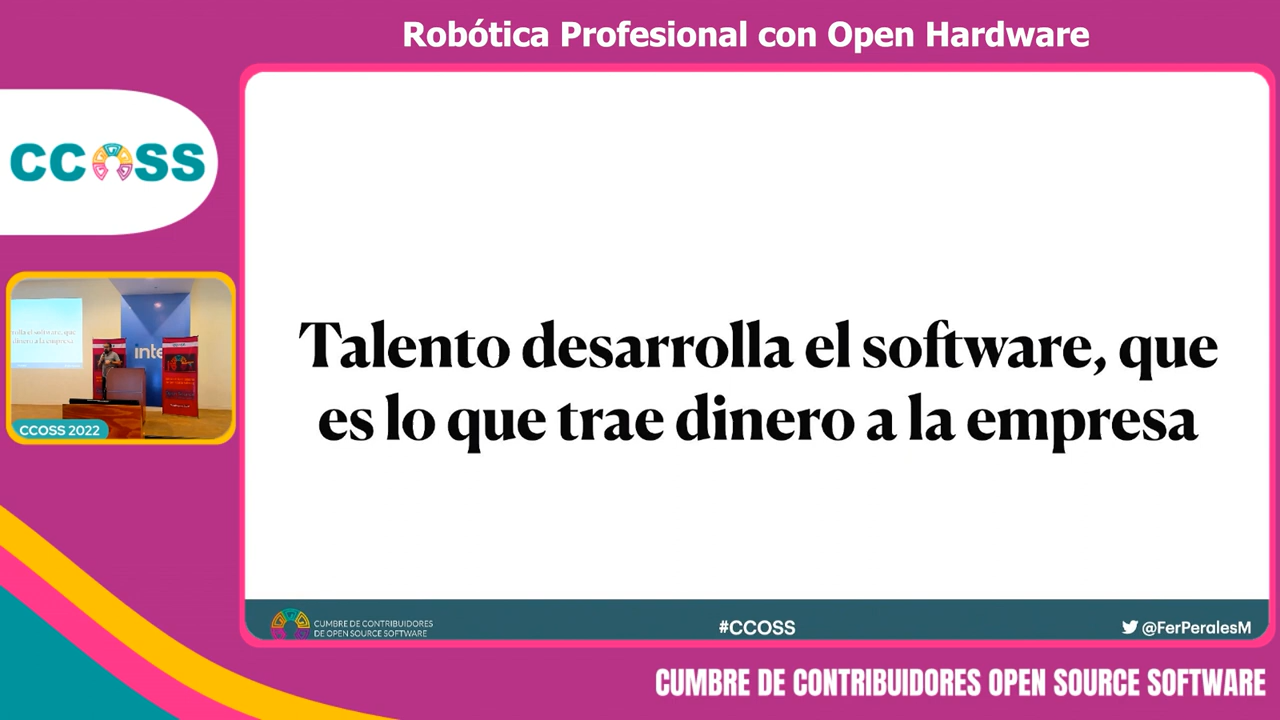 Robótica Profesional con Open Hardware
CCOSS
inte
CCOSS 2022
Talento desarrolla el software, que
es lo que trae dinero a la empresa
CUMBRE DE CONTRIBUIDORES
DE OPEN SOURCE SOFTWARE
#CCOSS
@FerPeralesM
CUMBRE DE CONTRIBUIDORES OPEN SOURCE SOFTWARE